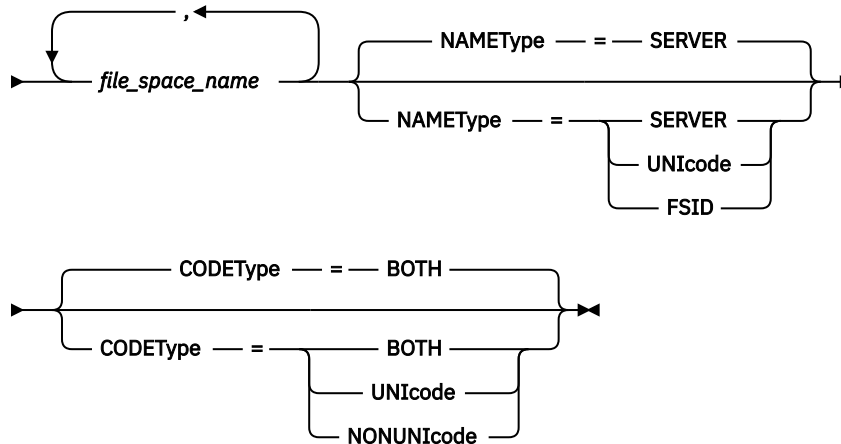 ,
NAMEType = SERVER
file_space_name
NAMEType = SERVER
UNIcode
FSID
CODEType = BOTH
CODEType = BOTH
UNIcode
NONUNIcode